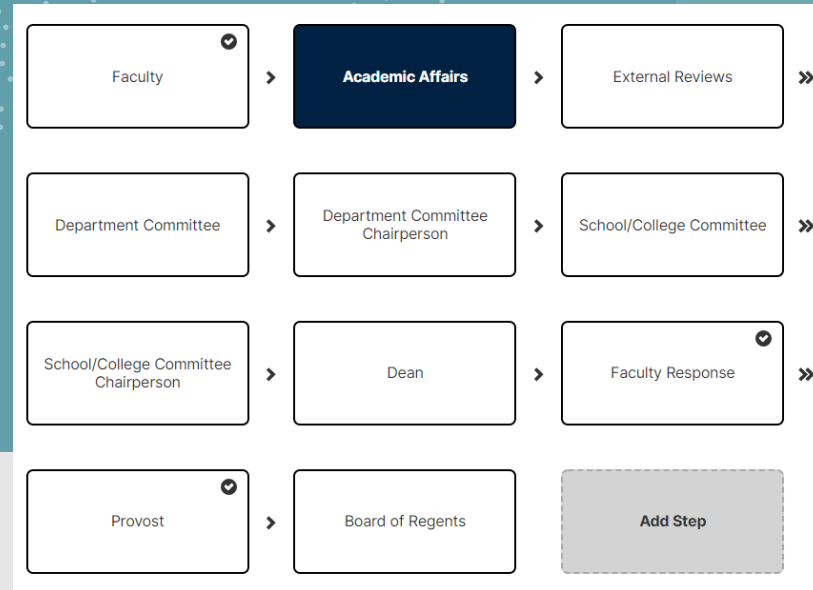 Faculty
Academic Affairs
External Reviews
Department Committee
Department Committee
Chairperson
School/College Committee
School/College Committee
Chairperson
Dean
Faculty Response
Provost
Board of Regents
Add Step